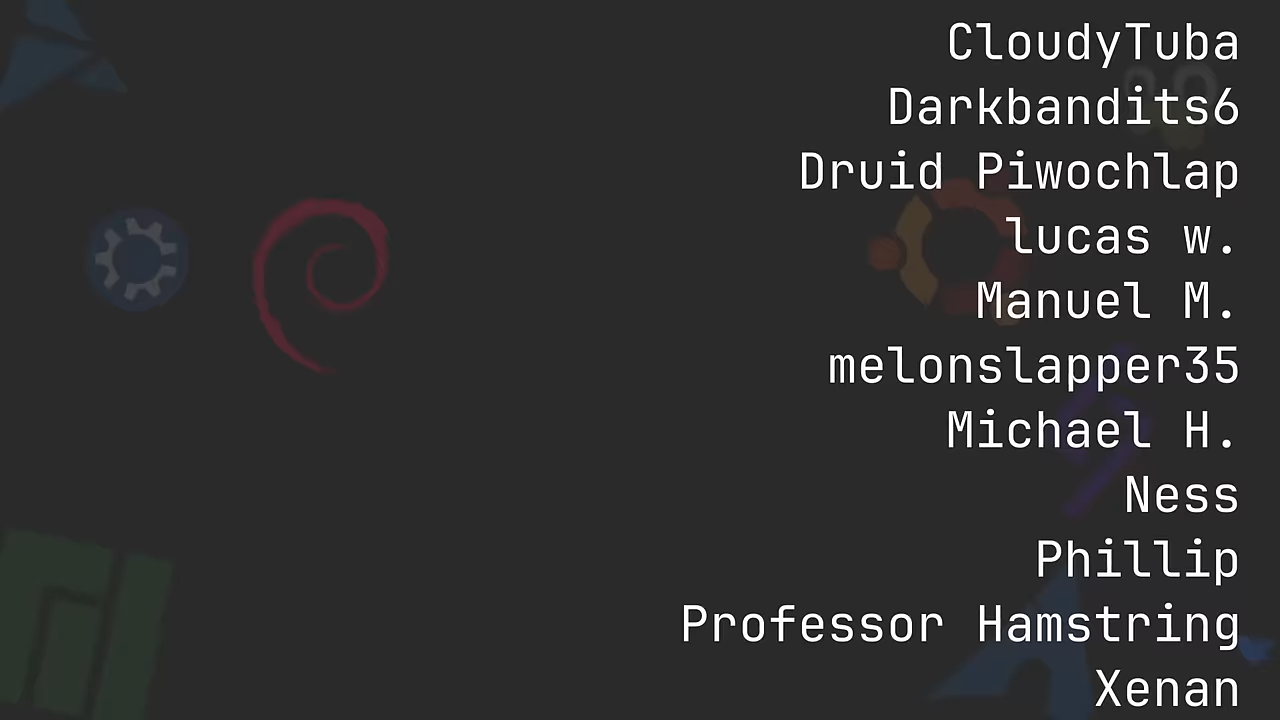 CloudyTuba
Darkbandits6
Druid Piwochlap
lucas w.
Manuel M.
melonslapper35
Michael H.
Ness
Phillip
Professor Hamstring
Xenan